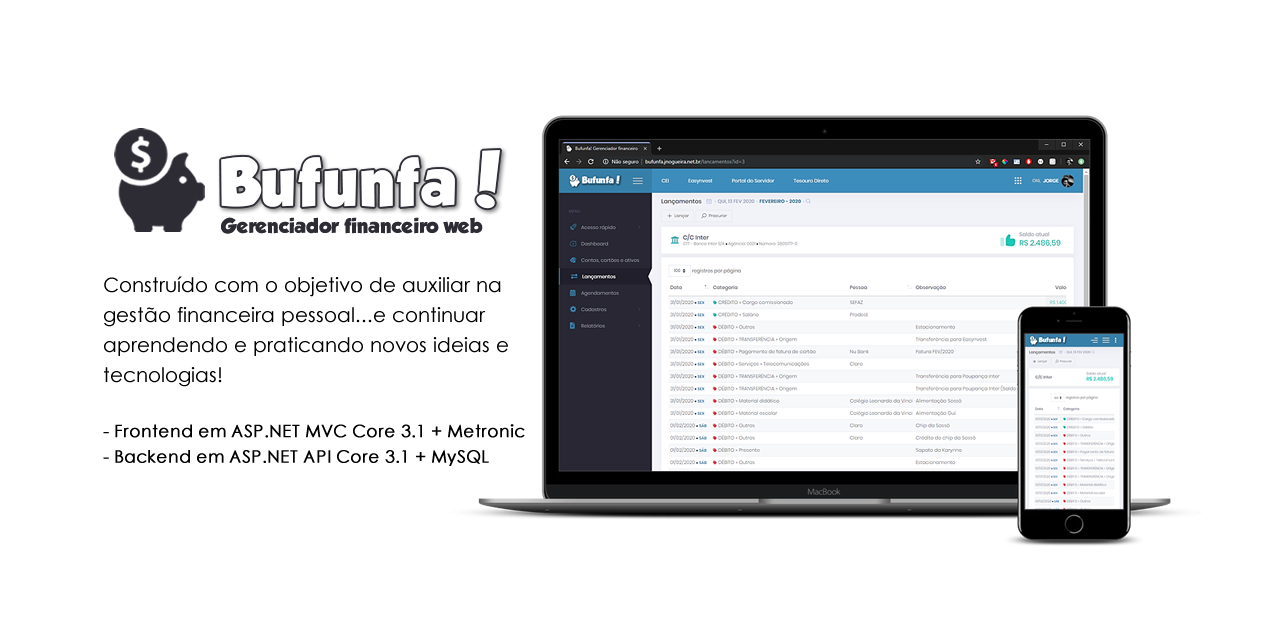 $
Bufunfa !
Gerenciador financeiro web
Construído com o objetivo de auxiliar na
gestão financeira pessoal...e continuar
aprendendo e praticando novos ideias e
tecnologias!
- Frontend em ASP.NET MVC Core 3.1 + Metronic
- Backend em ASP.NET API Core 3.1 + MySQL
Bufunfa! Gerenciador financeiro
Não seguro | bufunfa.jnogueira.net.br/lancamentos?id=3
Bufunfa ! CEI Easynvest Portal do Servidor Tesouro Direto Olá, JORGE
Lançamentos - QUI, 13 FEV 2020 - FEVEREIRO - 2020
+ Lançar Procurar
MENU
Acesso rápido
Dashboard
Contas, cartões e ativos
Lançamentos
Agendamentos
Cadastros
Relatórios
C/C Inter
Saldo atual
R$ 2.486,59
100 registros por página
Data Categoria Pessoa Observação Valo
31/01/2020 • SEX CRÉDITO » Cargo comissionado SEFAZ R$ 1.401
31/01/2020 • SEX CRÉDITO » Salário Prodest
31/01/2020 • SEX DÉBITO » Outros Estacionamento
31/01/2020 • SEX DÉBITO » TRANSFERÊNCIA » Origem Transferência para Easynvest
31/01/2020 • SEX DÉBITO » Pagamento de fatura de cartão Nu Bank Fatura FEV/2020
31/01/2020 • SEX DÉBITO » Serviços » Telecomunicações Claro
31/01/2020 • SEX DÉBITO » TRANSFERÊNCIA » Origem Transferência para Poupança Inter
31/01/2020 • SEX DÉBITO » TRANSFERÊNCIA » Origem Transferência para Poupança Inter (Saldo
31/01/2020 • SEX DÉBITO » Material didático Colégio Leonardo da Vinci Alimentação Sossô
31/01/2020 • SEX DÉBITO » Material escolar Colégio Leonardo da Vinci Alimentação Gui
01/02/2020 • SÁB DÉBITO » Outros Claro Chip da Sossô
01/02/2020 • SÁB DÉBITO » Outros Claro Crédito do chip da Sossô
01/02/2020 • SÁB DÉBITO » Presente Sapato da Karynne
01/02/2020 • SÁB DÉBITO » Outros Estacionamento
MacBook
Bufunfa !
Lançamentos - QUI, 13 FEV 2020
+ Lançar Procurar
C/C Inter
Saldo atual
R$ 2.486,59
registros por página
Data Categoria